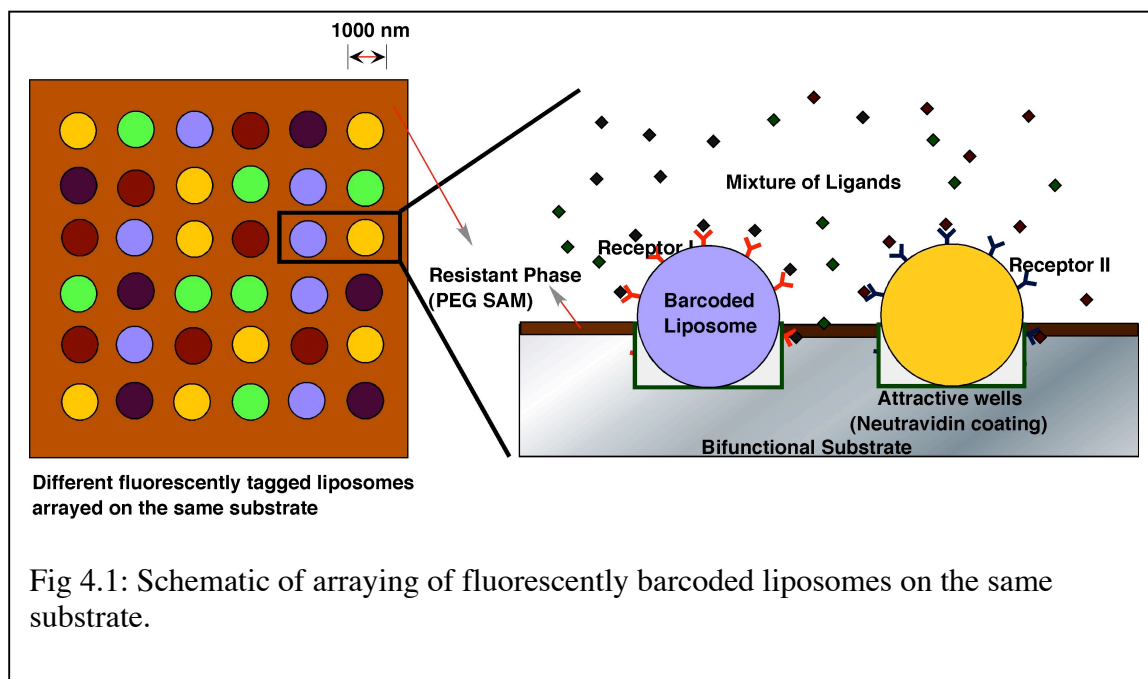 1000 nm
Mixture of Ligands
Receptor I
Receptor II
Resistant Phase
(PEG SAM)
Barcoded
Liposome
Attractive wells
(Neutravidin coating)
Bifunctional Substrate
Different fluorescently tagged liposomes
arrayed on the same substrate
Fig 4.1: Schematic of arraying of fluorescently barcoded liposomes on the same
substrate.